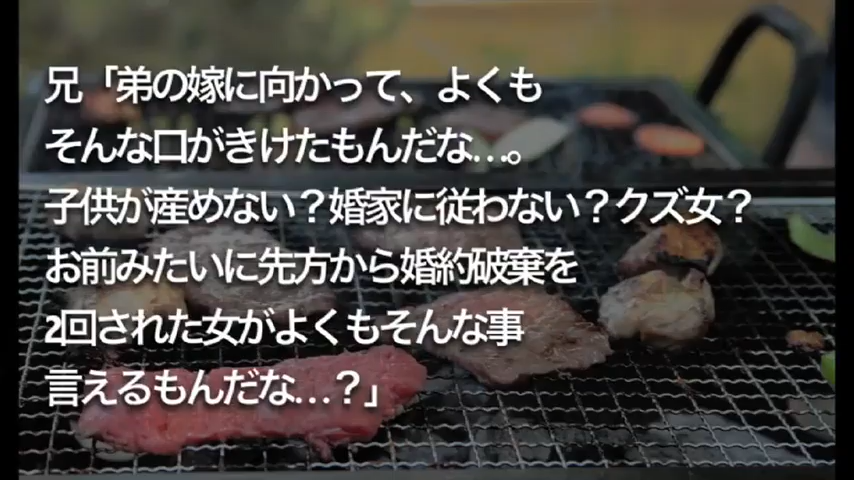 兄「弟の嫁に向かって、よくも
そんな口がきけたもんだな…。
子供が産めない？婚家に従わない？クズ女？
お前みたいに先方から婚約破棄を
2回された女がよくもそんな事
言えるもんだな…？」